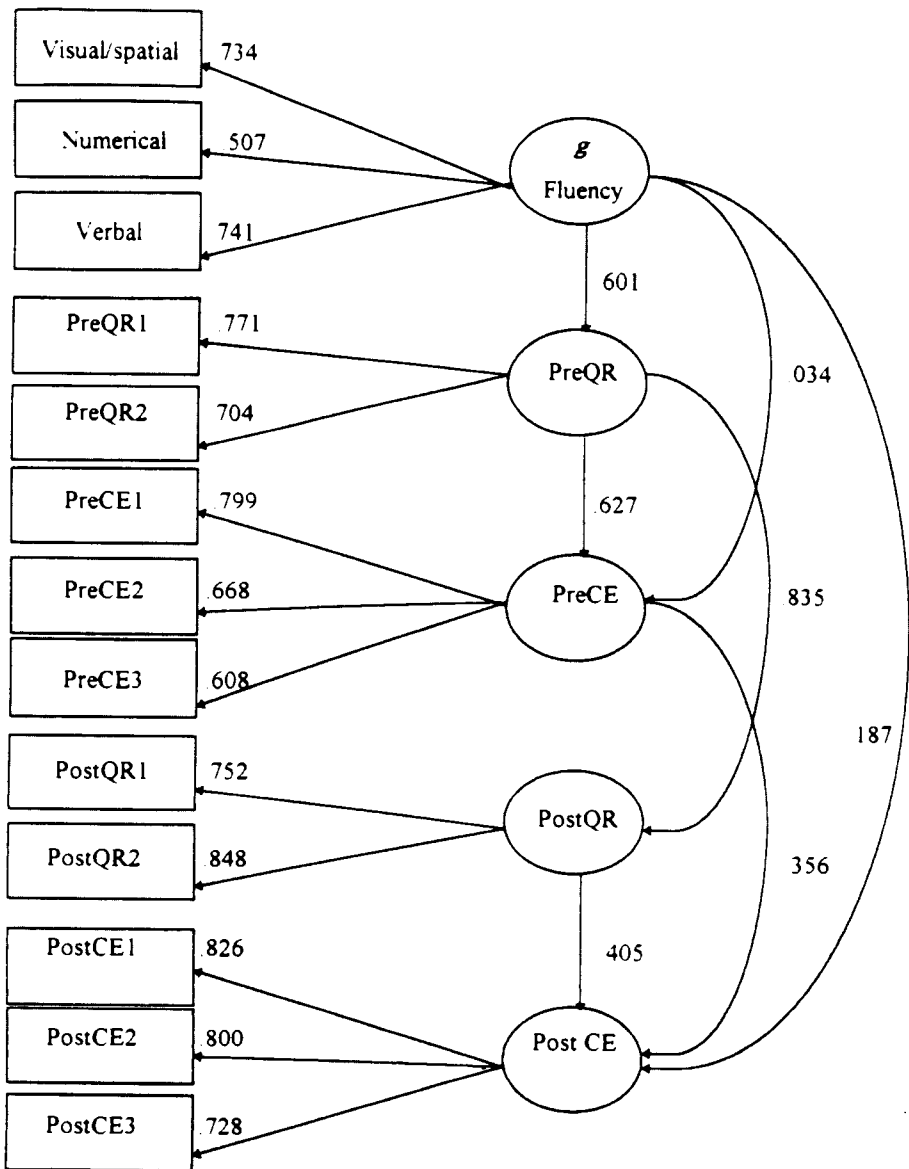 Visual/spatial
734
Numerical
507
Verbal
741
g
Fluency
601
PreQR1
.771
PreQR
034
PreQR2
.704
PreCE1
.799
.627
PreCE2
.668
PreCE
.835
PreCE3
.608
187
PostQR1
.752
PostQR
PostQR2
.848
356
PostCE1
.826
405
PostCE2
.800
Post CE
PostCE3
.728